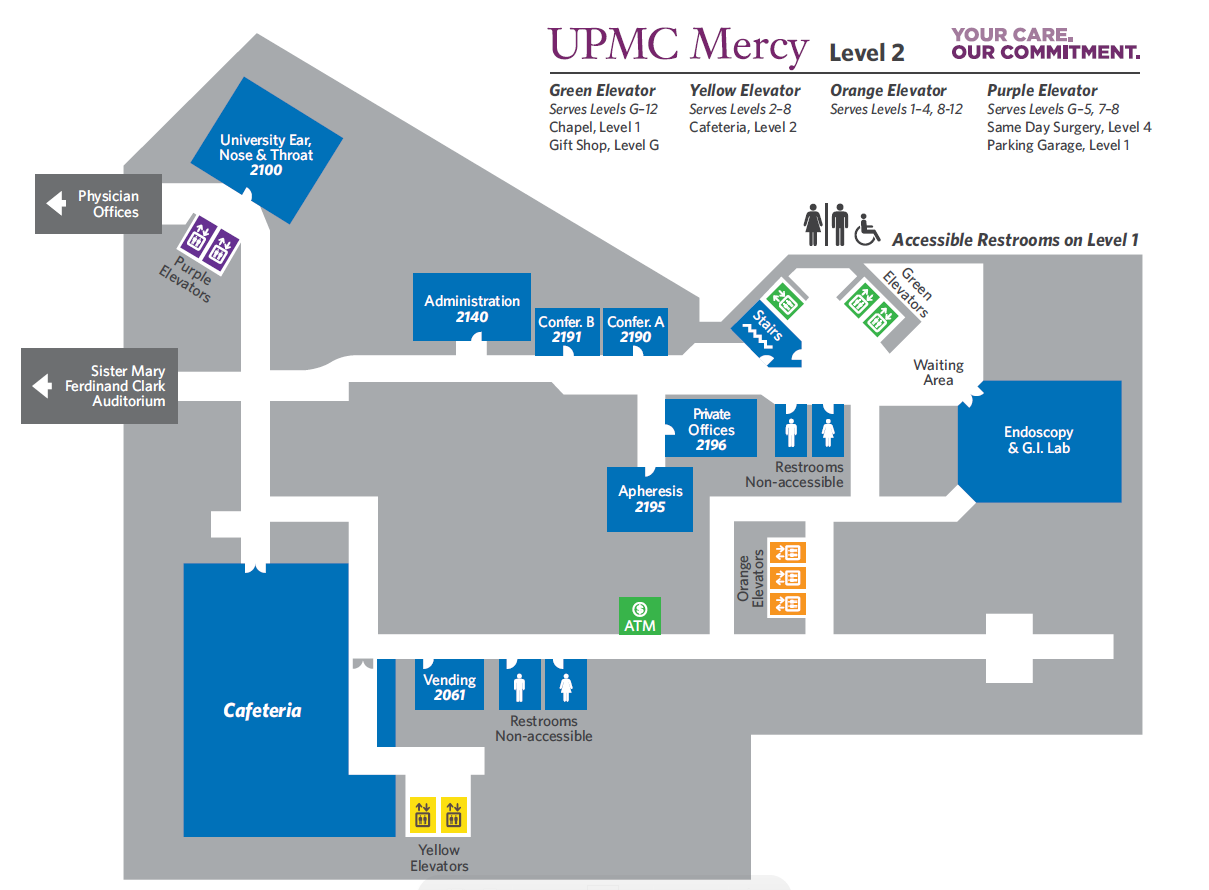 UPMC Mercy Level 2
YOUR CARE.
OUR COMMITMENT.
Green Elevator
Serves Levels G–12
Chapel, Level 1
Gift Shop, Level G
Yellow Elevator
Serves Levels 2–8
Cafeteria, Level 2
Orange Elevator
Serves Levels 1–4, 8-12
Purple Elevator
Serves Levels G–5, 7–8
Same Day Surgery, Level 4
Parking Garage, Level 1
University Ear,
Nose & Throat
2100
Physician
Offices
Purple
Elevators
Accessible Restrooms on Level 1
Administration
2140
Confer. B
2191
Confer. A
2190
Stairs
Green
Elevators
Waiting
Area
Sister Mary
Ferdinand Clark
Auditorium
Private
Offices
2196
Restrooms
Non-accessible
Endoscopy
& G.I. Lab
Apheresis
2195
Orange
Elevators
$
ATM
Cafeteria
Vending
2061
Restrooms
Non-accessible
Yellow
Elevators